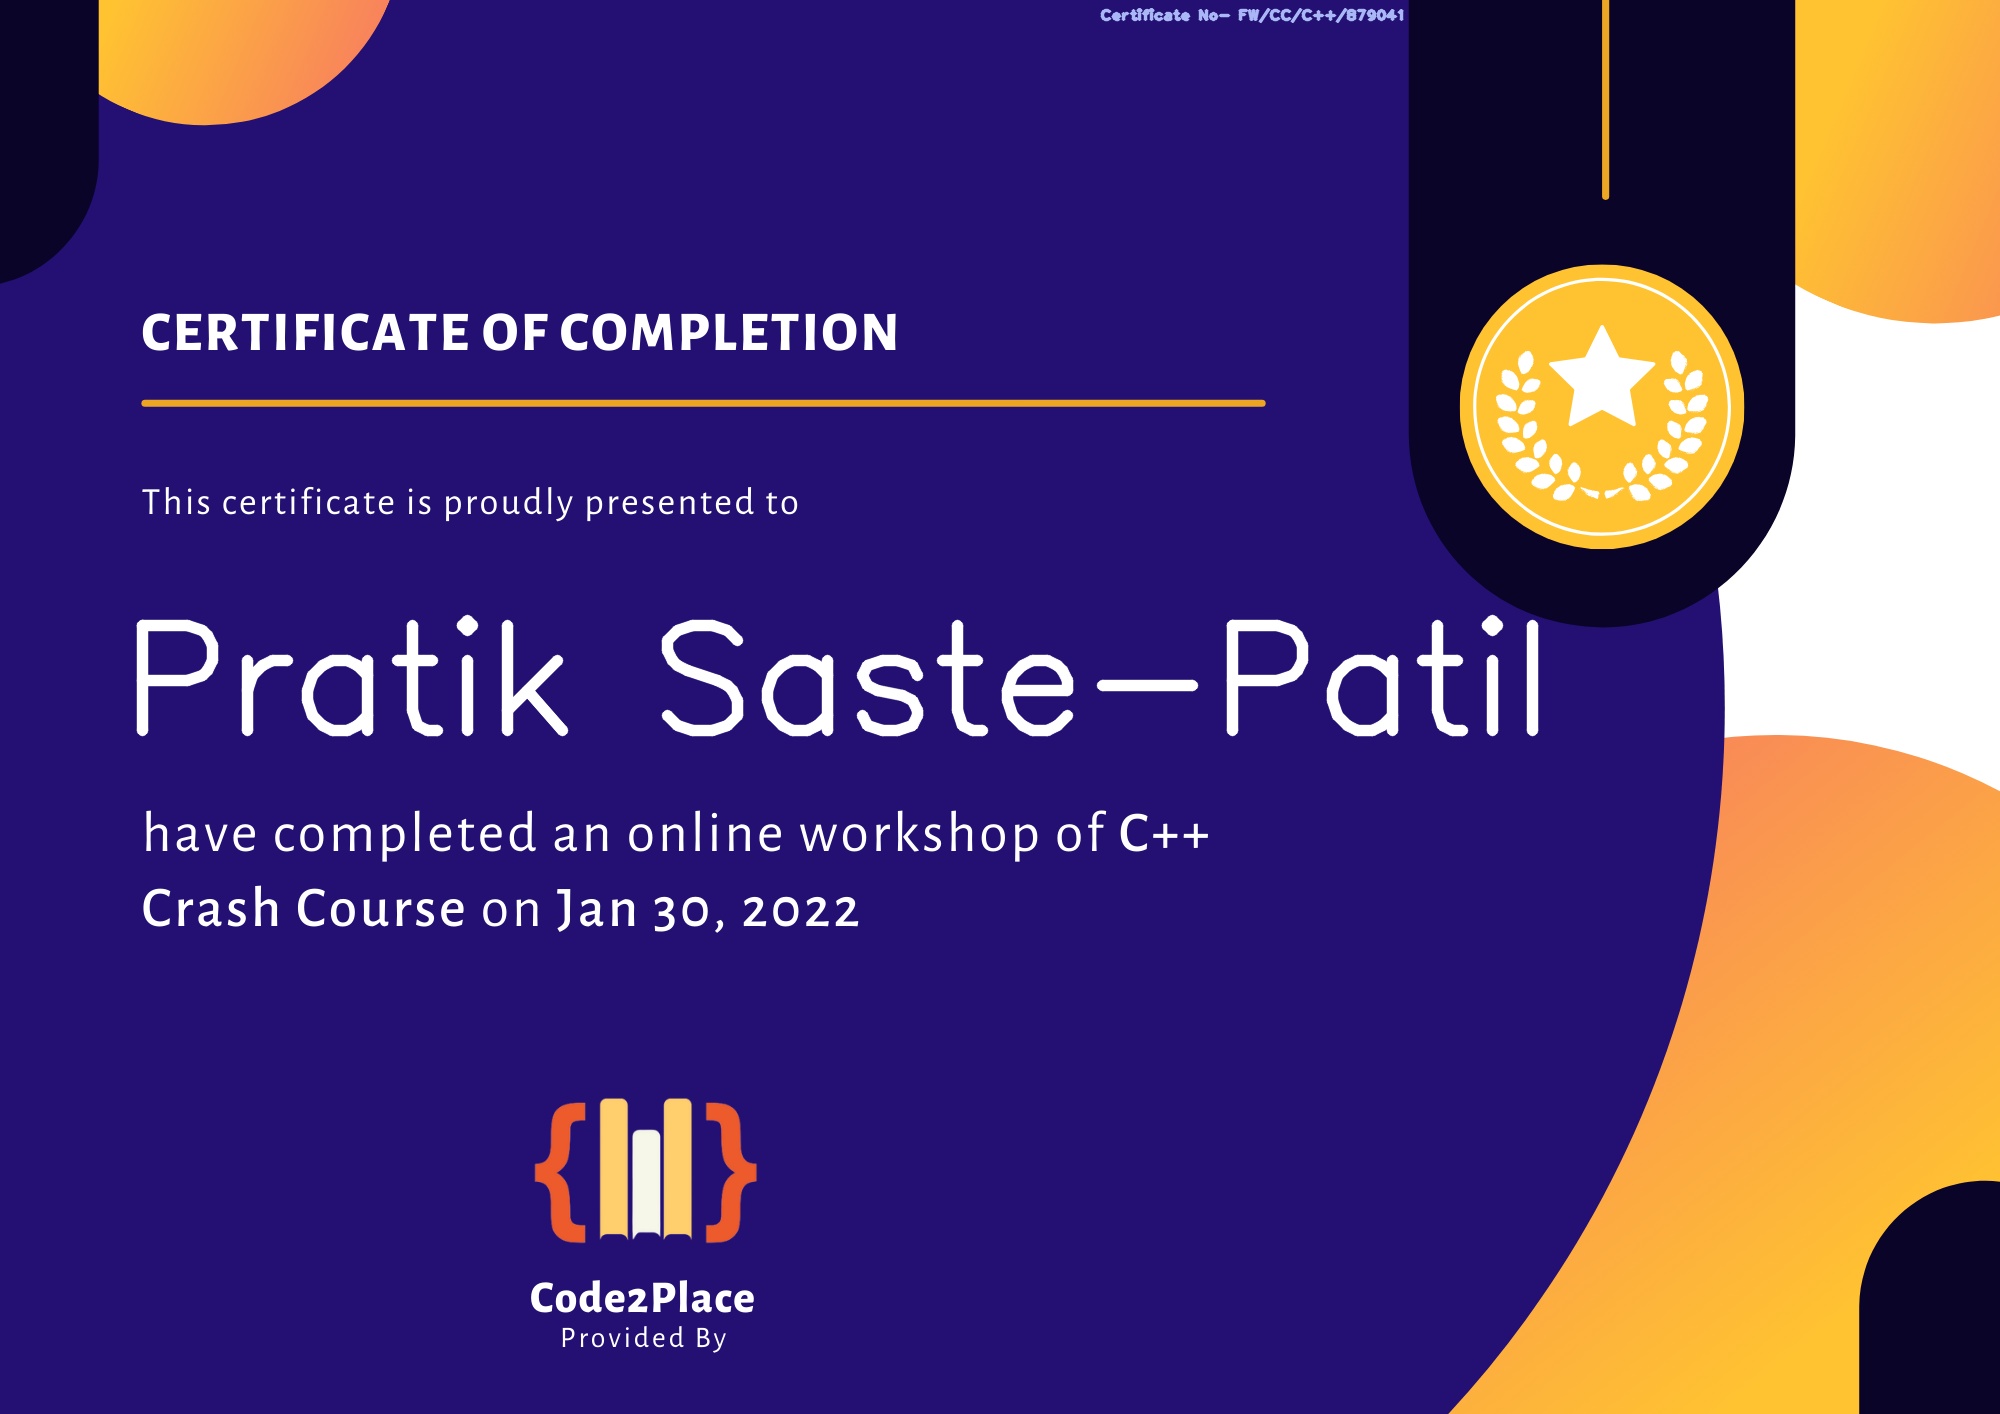 Certificate No- FW/CC/C++/879041
CERTIFICATE OF COMPLETION
This certificate is proudly presented to
Pratik Saste-Patil
have completed an online workshop of C++
Crash Course on Jan 30, 2022
Code2Place
Provided By